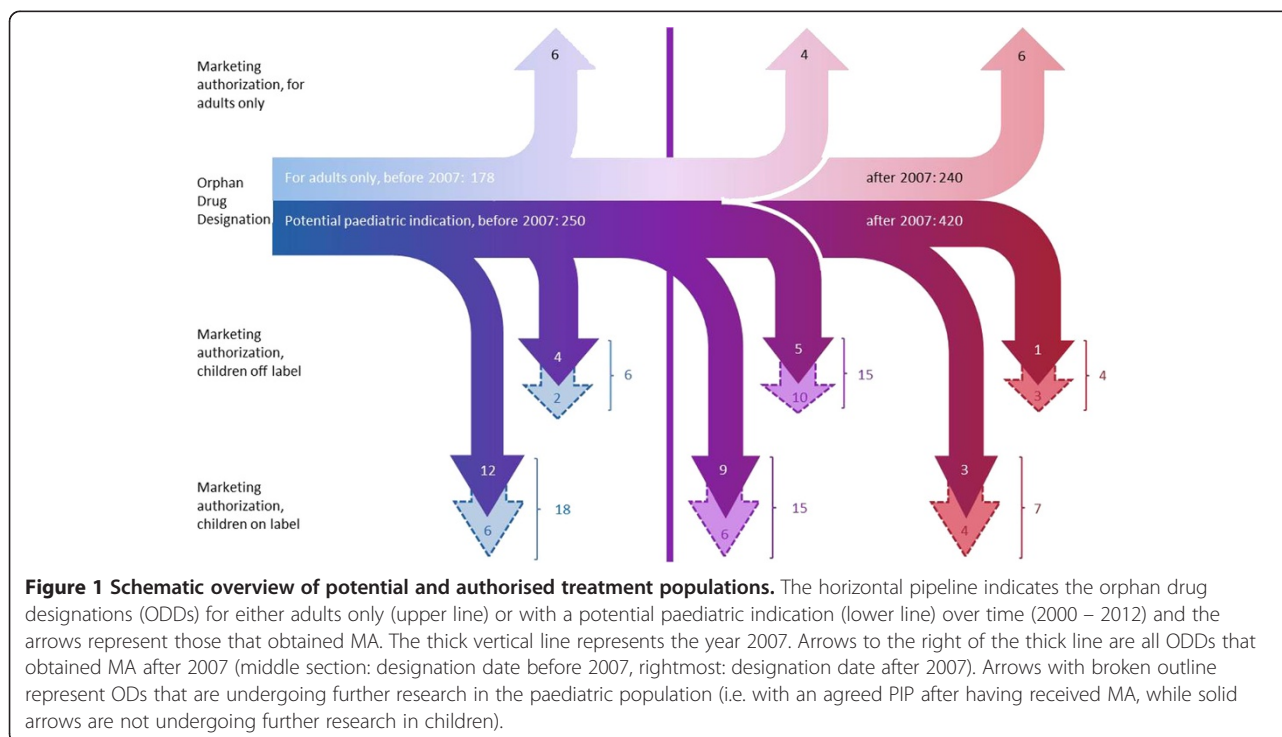 Marketing
authorization, for
adults only
6
4
6
Orphan
Drug
Designation
For adults only, before 2007: 178
after 2007: 240
Potential paediatric indication, before 2007: 250
after 2007: 420
Marketing
authorization,
children off label
4
2
6
5
10
15
1
3
4
Marketing
authorization,
children on label
12
6
18
9
6
15
3
4
7
Figure 1 Schematic overview of potential and authorised treatment populations. The horizontal pipeline indicates the orphan drug
designations (ODDs) for either adults only (upper line) or with a potential paediatric indication (lower line) over time (2000 – 2012) and the
arrows represent those that obtained MA. The thick vertical line represents the year 2007. Arrows to the right of the thick line are all ODDs that
obtained MA after 2007 (middle section: designation date before 2007, rightmost: designation date after 2007). Arrows with broken outline
represent ODs that are undergoing further research in the paediatric population (i.e. with an agreed PIP after having received MA, while solid
arrows are not undergoing further research in children).